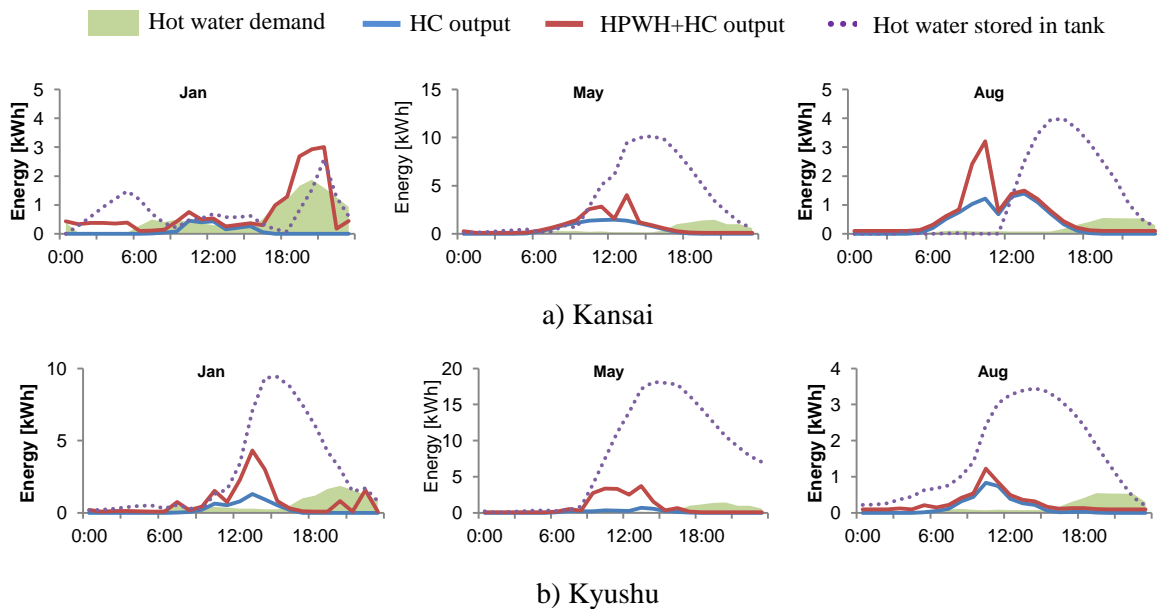 Hot water demand HC output HPWH+HC output Hot water stored in tank
Jan
Energy [kWh]
5
4
3
2
1
0
0:00 6:00 12:00 18:00
May
Energy [kWh]
15
10
5
0
0:00 6:00 12:00 18:00
Aug
Energy [kWh]
5
4
3
2
1
0
0:00 6:00 12:00 18:00
a) Kansai
Jan
Energy [kWh]
10
5
0
0:00 6:00 12:00 18:00
May
Energy [kWh]
20
15
10
5
0
0:00 6:00 12:00 18:00
Aug
Energy [kWh]
4
3
2
1
0
0:00 6:00 12:00 18:00
b) Kyushu